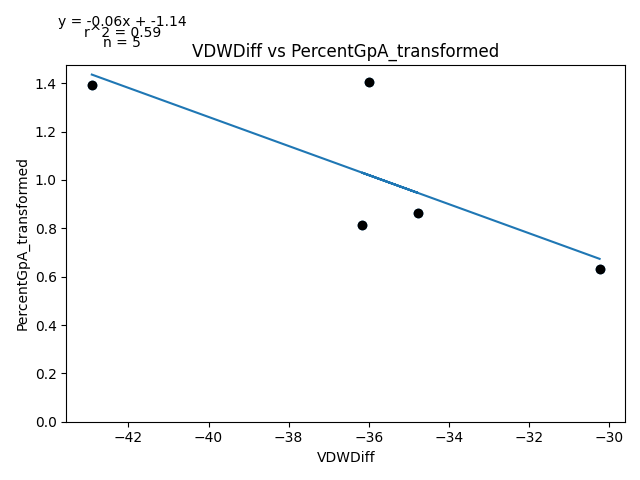 y = -0.06x + -1.14
r^2 = 0.59
n = 5
VDWDiff vs PercentGpA_transformed
PercentGpA_transformed
1.4
1.2
1.0
0.8
0.6
0.4
0.2
0.0
−42
−40
−38
−36
−34
−32
−30
VDWDiff